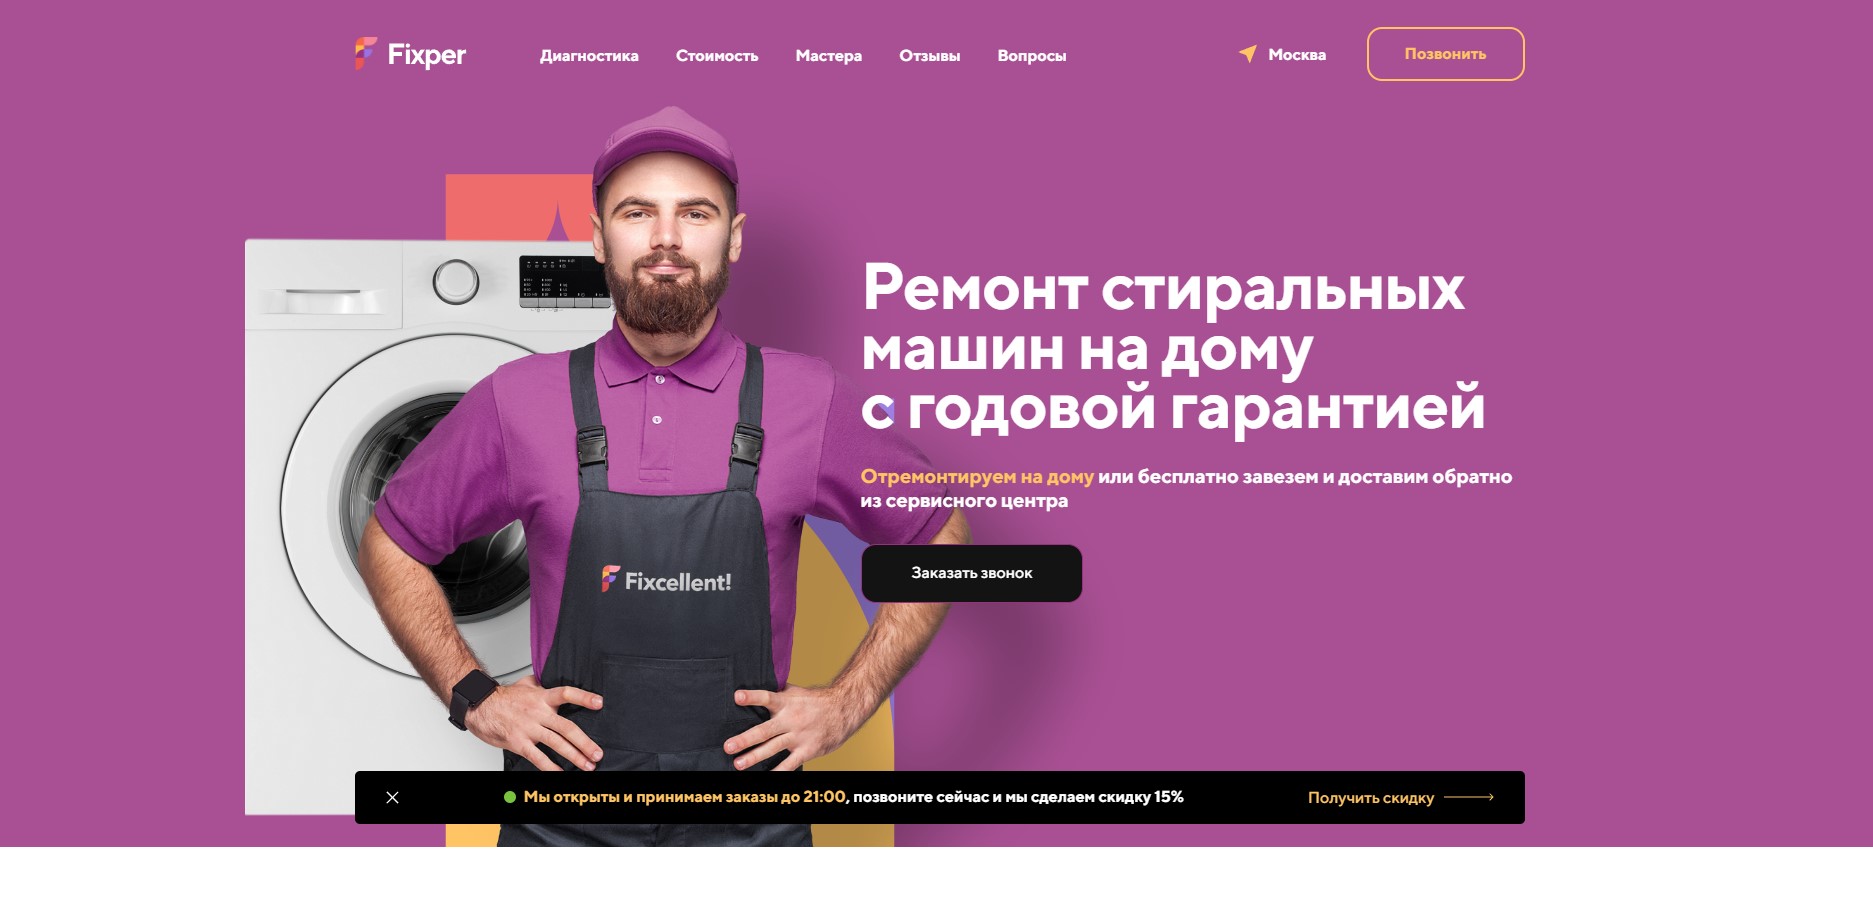 Fixper
Диагностика
Стоимость
Мастера
Отзывы
Вопросы
Москва
Позвонить
Ремонт стиральных
машин на дому
с годовой гарантией
Отремонтируем на дому или бесплатно завезем и доставим обратно
из сервисного центра
Заказать звонок
Fixcellent!
Мы открыты и принимаем заказы до 21:00, позвоните сейчас и мы сделаем скидку 15%
Получить скидку